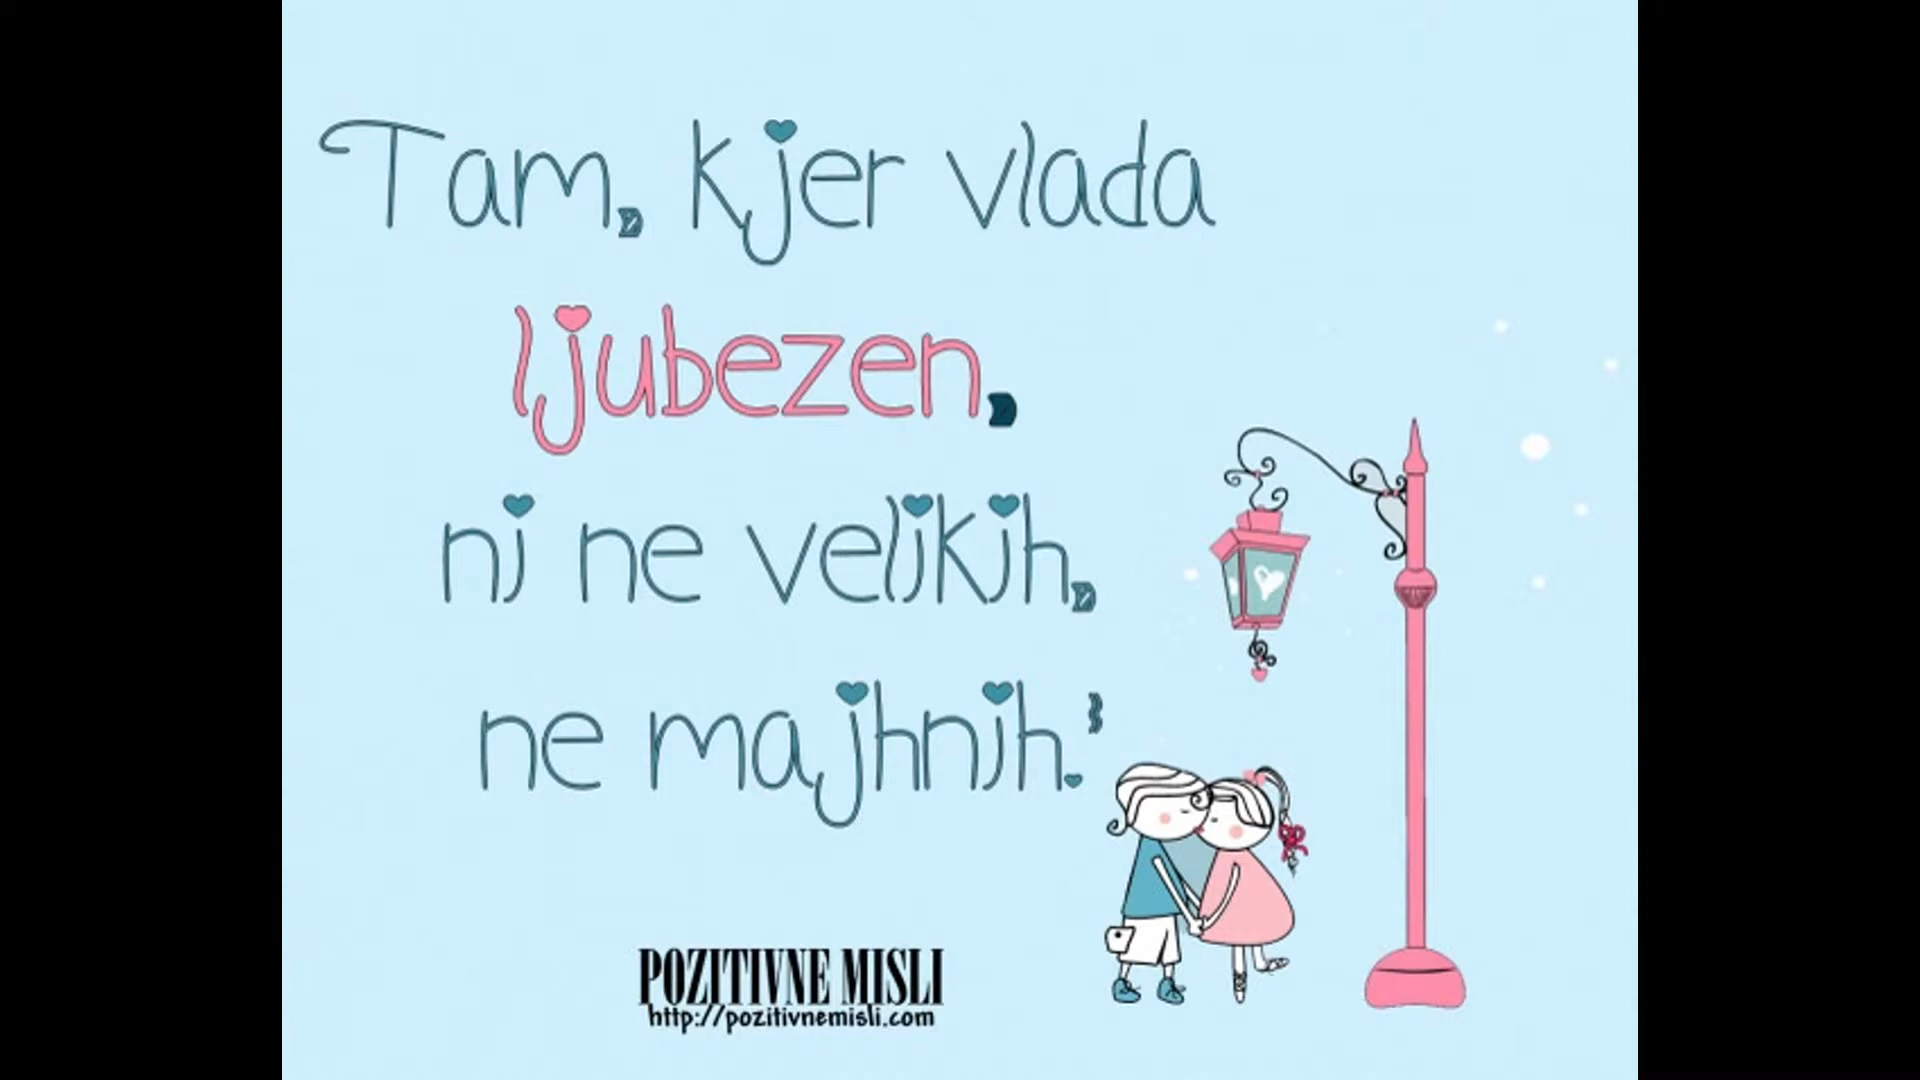 Tam, kjer vlada
ljubezen,
ni ne velikih,
ne majhnih.
POZITIVNE MISLI
http://pozitivnemisli.com